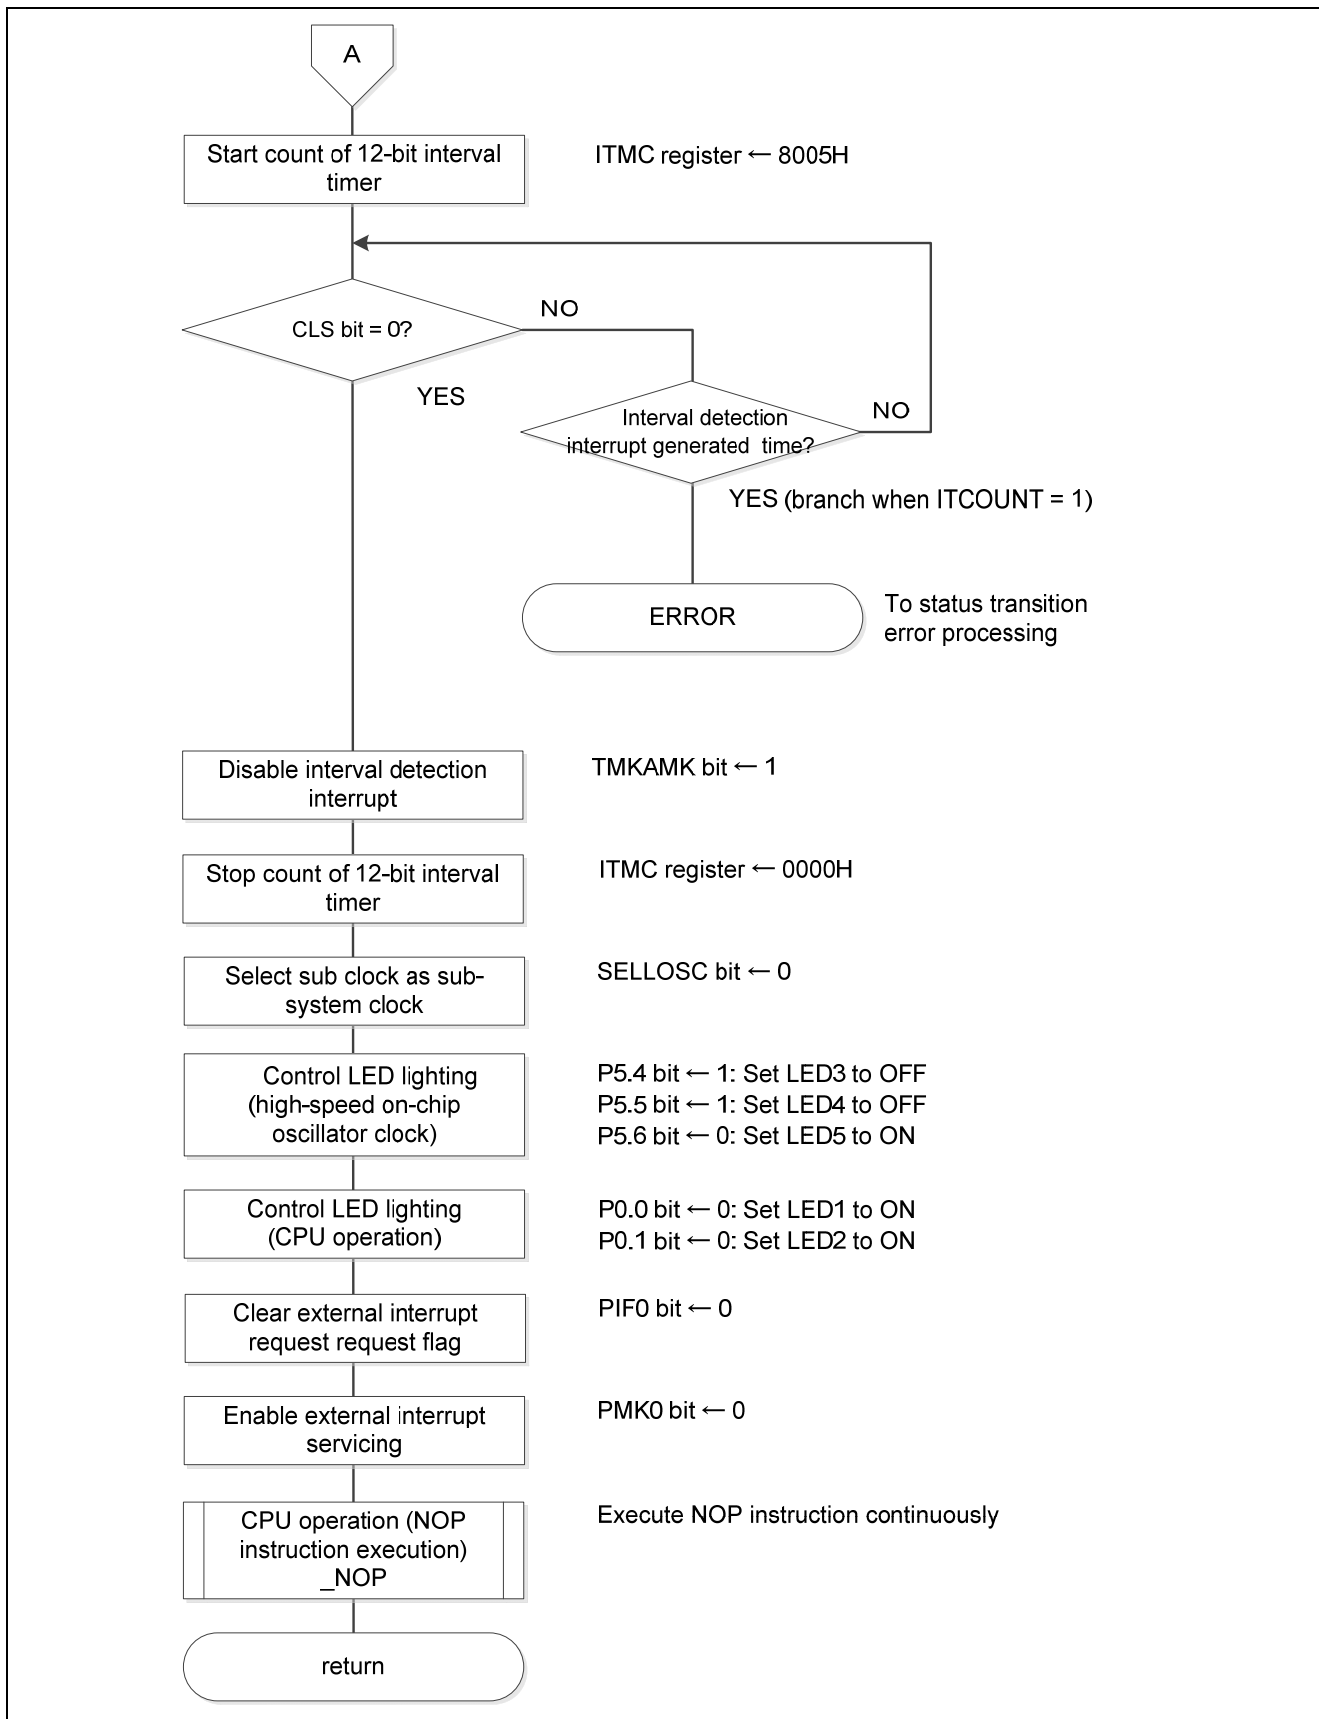 A
Start count of 12-bit interval
timer
ITMC register ← 8005H
CLS bit = 0?
NO
YES
Interval detection
interrupt generated time?
NO
YES (branch when ITCOUNT = 1)
ERROR
To status transition
error processing
Disable interval detection
interrupt
TMKAMK bit ← 1
Stop count of 12-bit interval
timer
ITMC register ← 0000H
Select sub clock as sub-
system clock
SELLOSC bit ← 0
Control LED lighting
(high-speed on-chip
oscillator clock)
P5.4 bit ← 1: Set LED3 to OFF
P5.5 bit ← 1: Set LED4 to OFF
P5.6 bit ← 0: Set LED5 to ON
Control LED lighting
(CPU operation)
P0.0 bit ← 0: Set LED1 to ON
P0.1 bit ← 0: Set LED2 to ON
Clear external interrupt
request request flag
PIF0 bit ← 0
Enable external interrupt
servicing
PMK0 bit ← 0
CPU operation (NOP
instruction execution)
_NOP
Execute NOP instruction continuously
return